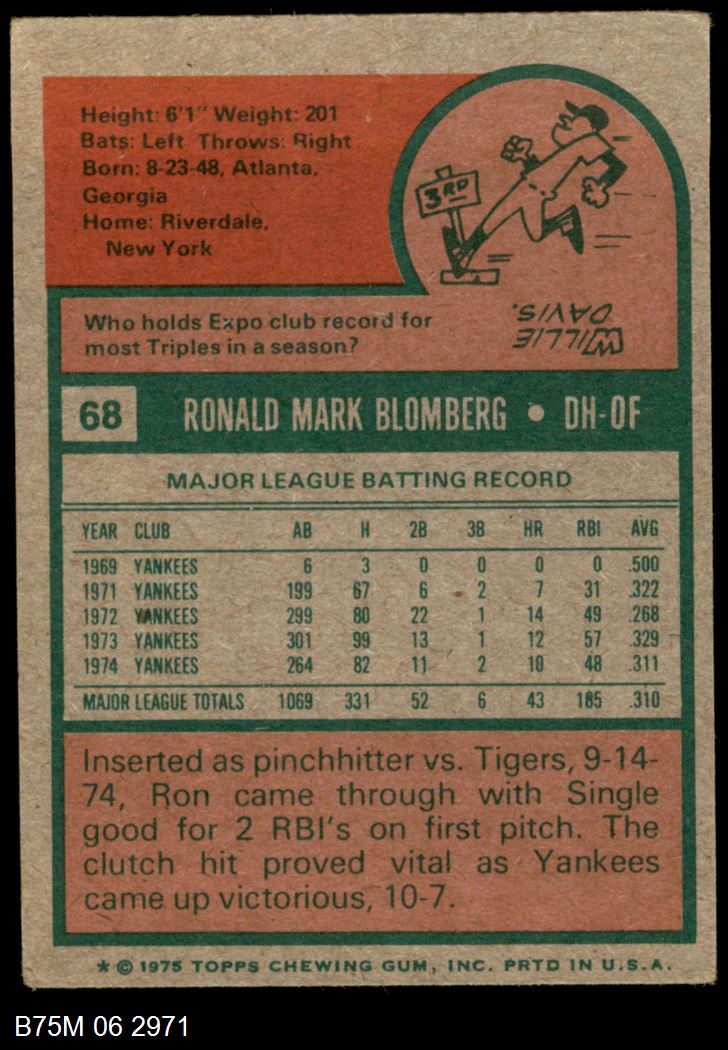 Height: 6'1" Weight: 201
Bats: Left Throws: Right
Born: 8-23-48, Atlanta,
Georgia
Home: Riverdale,
New York
3RD
Who holds Expo club record for
most Triples in a season?
WILLIE
DAVIS.
68 RONALD MARK BLOMBERG • DH-OF
MAJOR LEAGUE BATTING RECORD
YEAR CLUB AB H 2B 3B HR RBI AVG
1969 YANKEES 6 3 0 0 0 0 .500
1971 YANKEES 199 67 6 2 7 31 .322
1972 YANKEES 299 80 22 1 14 49 .268
1973 YANKEES 301 99 13 1 12 57 .329
1974 YANKEES 264 82 11 2 10 48 .311
MAJOR LEAGUE TOTALS 1069 331 52 6 43 185 .310
Inserted as pinchhitter vs. Tigers, 9-14-
74, Ron came through with Single
good for 2 RBI's on first pitch. The
clutch hit proved vital as Yankees
came up victorious, 10-7.
* © 1975 TOPPS CHEWING GUM, INC. PRTD IN U.S.A.
B75M 06 2971